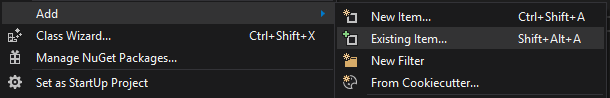 Add
Class Wizard... Ctrl+Shift+X
Manage NuGet Packages...
Set as StartUp Project
New Item... Ctrl+Shift+A
Existing Item... Shift+Alt+A
New Filter
From Cookiecutter...